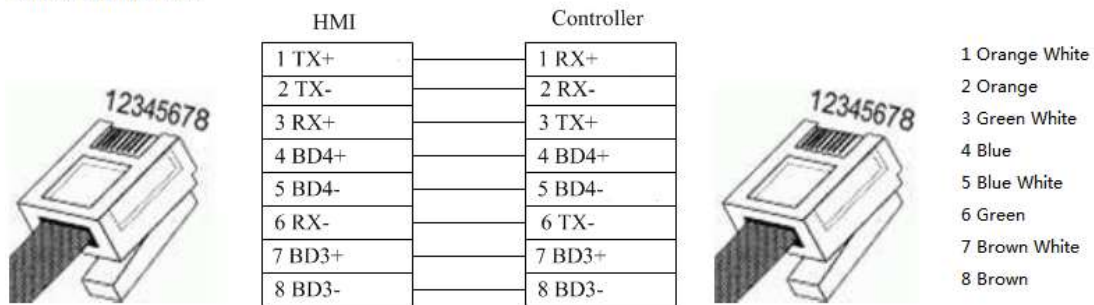 HMI
Controller
1 TX+
1 RX+
2 TX-
2 RX-
3 RX+
3 TX+
4 BD4+
4 BD4+
5 BD4-
5 BD4-
6 RX-
6 TX-
7 BD3+
7 BD3+
8 BD3-
8 BD3-
12345678
12345678
1 Orange White
2 Orange
3 Green White
4 Blue
5 Blue White
6 Green
7 Brown White
8 Brown